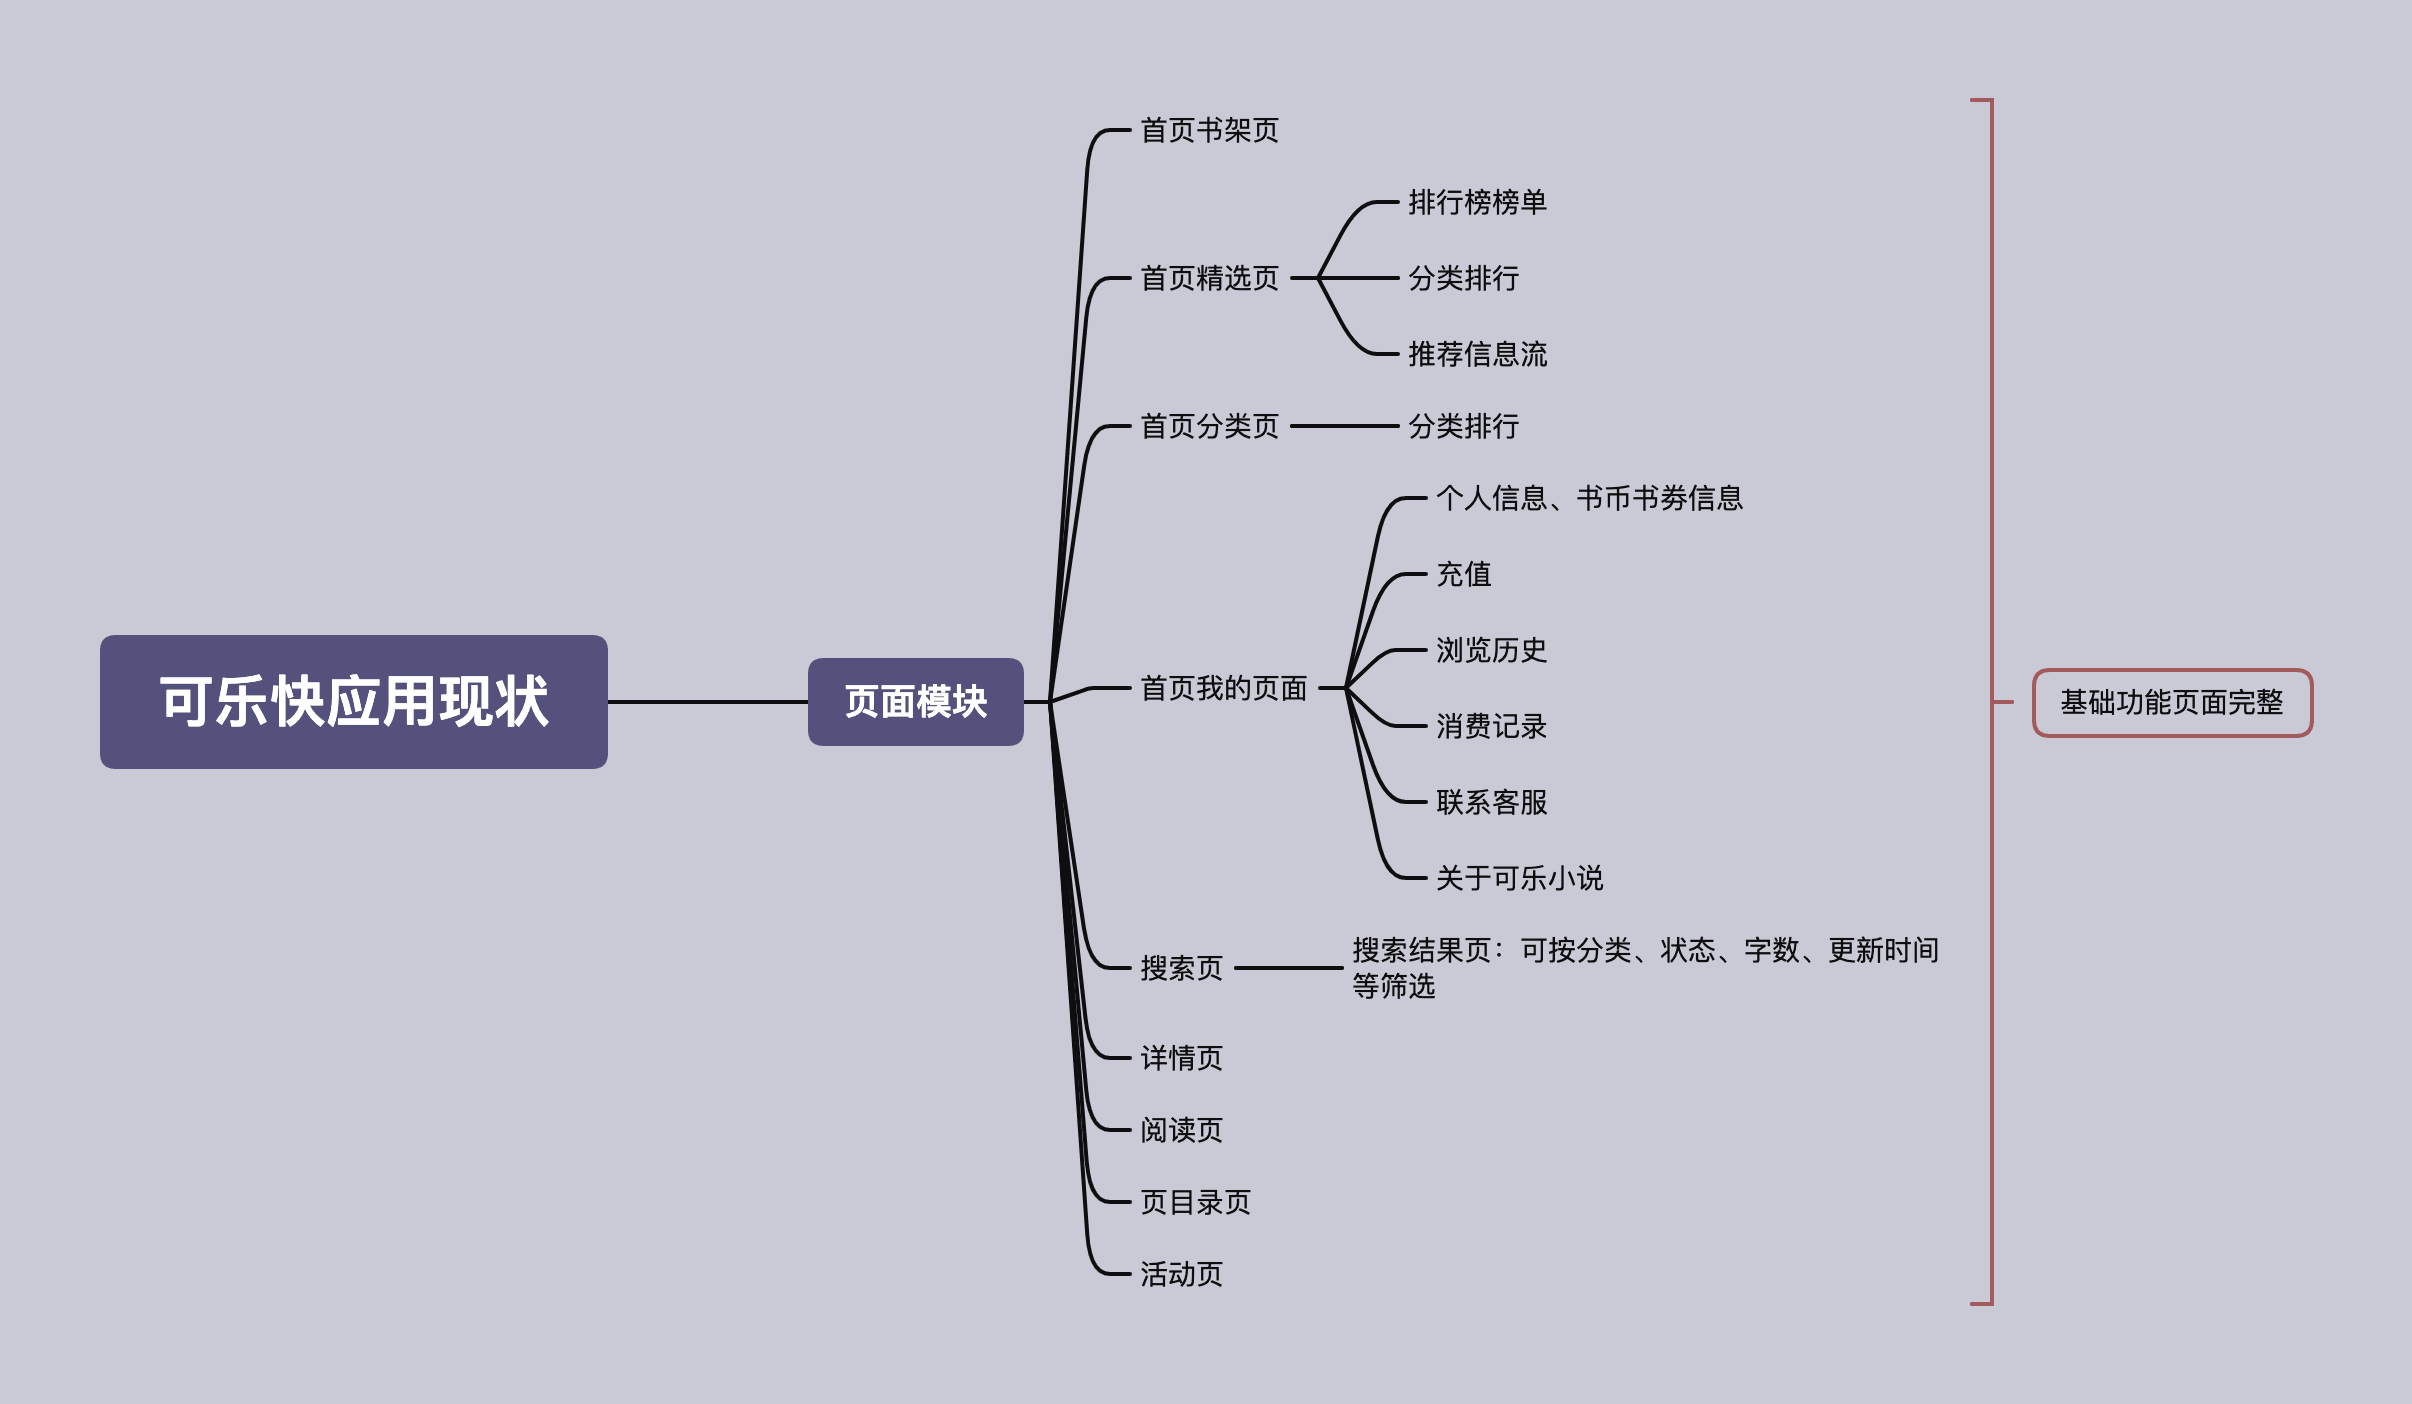 可乐快应用现状
页面模块
首页书架页
首页精选页
排行榜榜单
分类排行
推荐信息流
首页分类页
分类排行
首页我的页面
个人信息、书币书券信息
充值
浏览历史
消费记录
联系客服
关于可乐小说
搜索页
搜索结果页：可按分类、状态、字数、更新时间
等筛选
详情页
阅读页
页目录页
活动页
基础功能页面完整